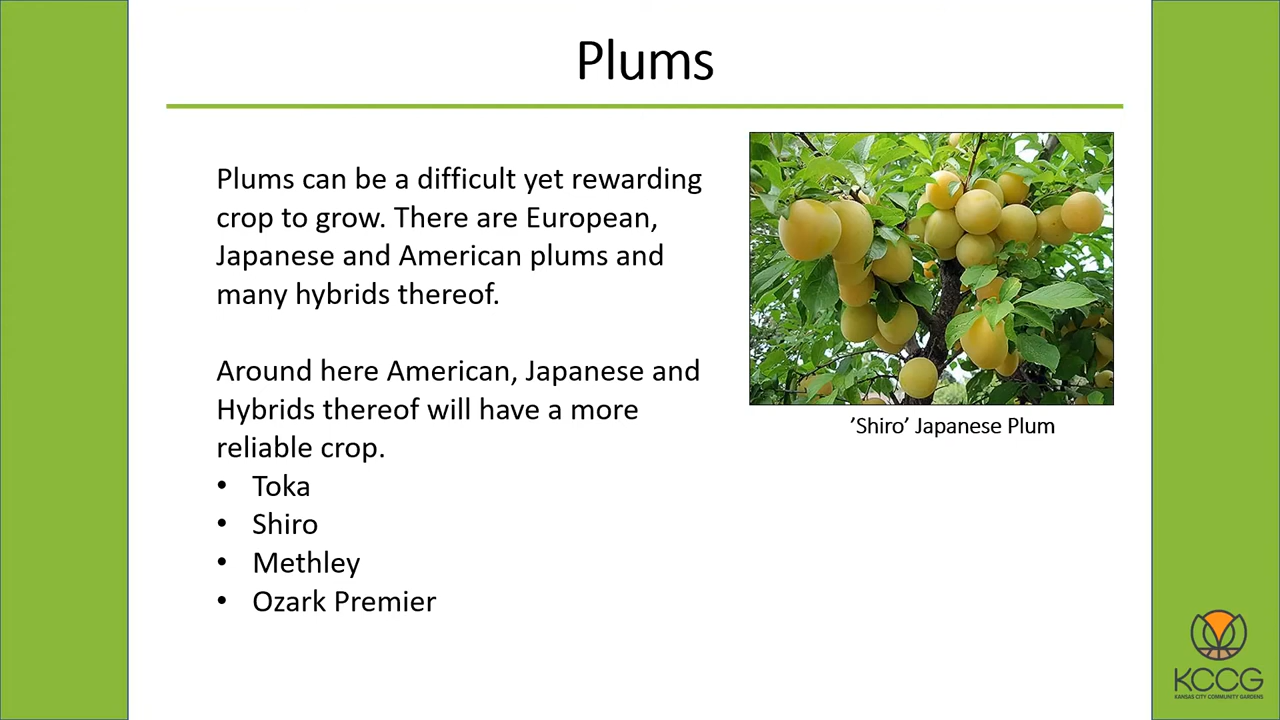 Plums
Plums can be a difficult yet rewarding
crop to grow. There are European,
Japanese and American plums and
many hybrids thereof.
Around here American, Japanese and
Hybrids thereof will have a more
reliable crop.
• Toka
• Shiro
• Methley
• Ozark Premier
’Shiro’ Japanese Plum
KCCG
KANSAS CITY COMMUNITY GARDENS